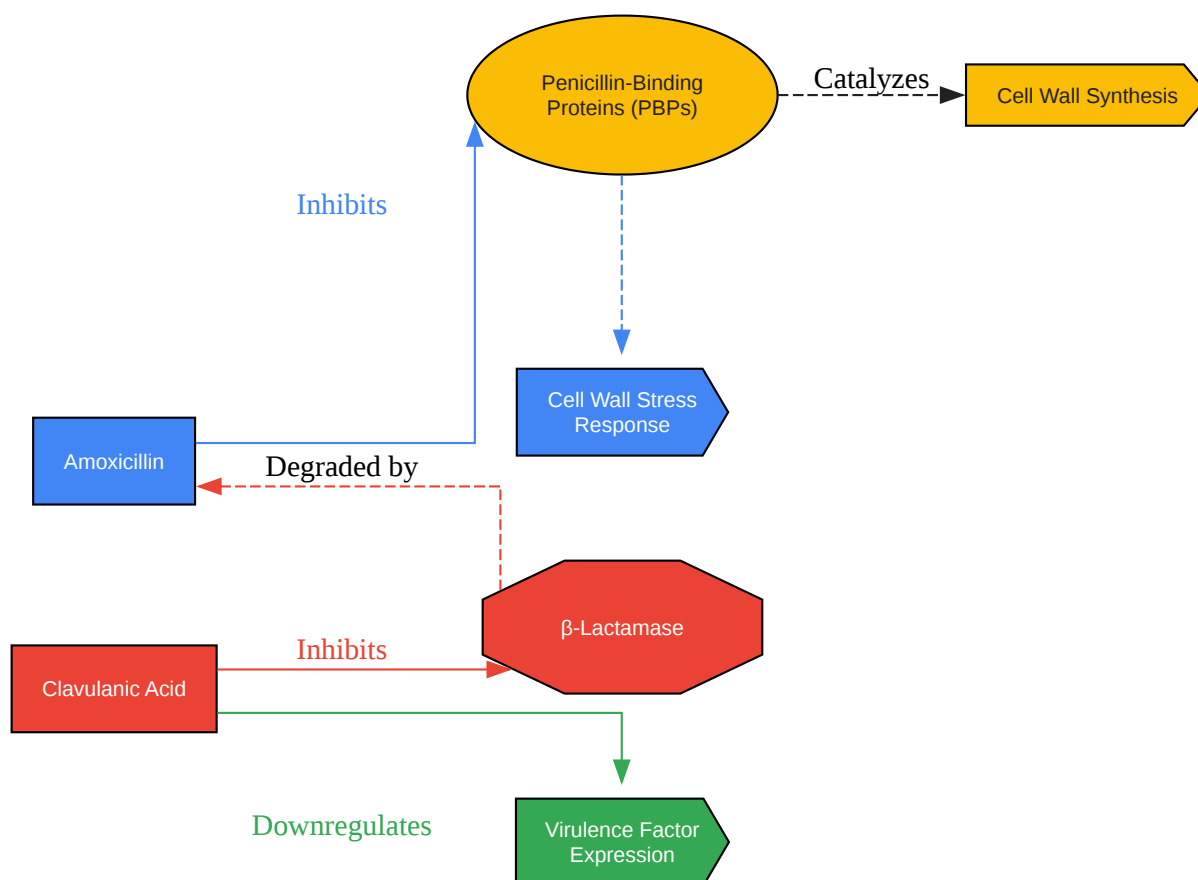 Penicillin-Binding
Proteins (PBPs)
Catalyzes
Cell Wall Synthesis
Inhibits
Cell Wall Stress
Response
Amoxicillin
Degraded by
β-Lactamase
Inhibits
Clavulanic Acid
Downregulates
Virulence Factor
Expression